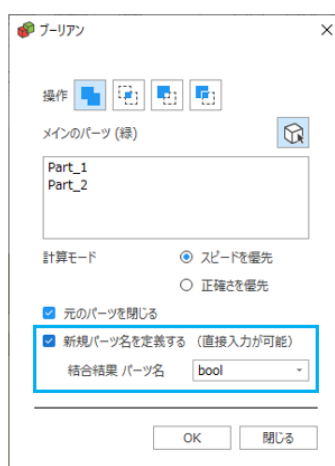 ブーリアン
操作
メインのパーツ (緑)
Part_1
Part_2
計算モード
スピードを優先
正確さを優先
元のパーツを閉じる
新規パーツ名を定義する (直接入力が可能)
結合結果 パーツ名
bool
OK
閉じる